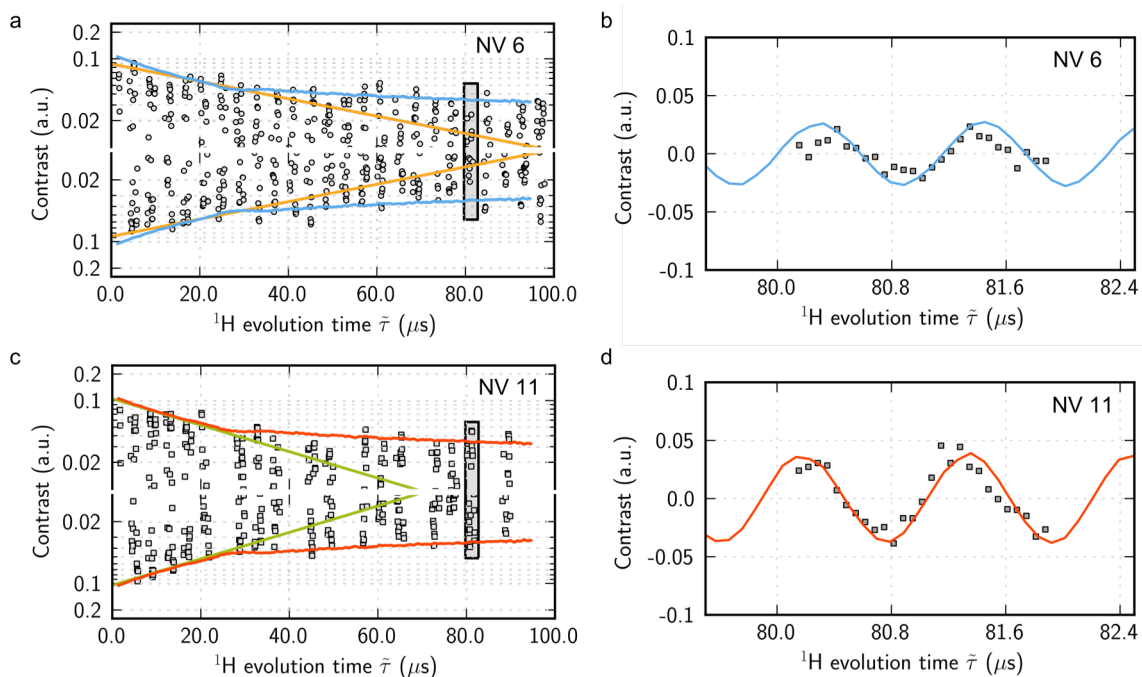 a
NV 6
0.2
0.1
0.02
0.02
0.1
0.2
Contrast (a.u.)
0.0 20.0 40.0 60.0 80.0 100.0
¹H evolution time τ̃ (μs)
b
NV 6
0.1
0.05
0.0
-0.05
-0.1
Contrast (a.u.)
80.0 80.8 81.6 82.4
¹H evolution time τ̃ (μs)
c
NV 11
0.2
0.1
0.02
0.02
0.1
0.2
Contrast (a.u.)
0.0 20.0 40.0 60.0 80.0 100.0
¹H evolution time τ̃ (μs)
d
NV 11
0.1
0.05
0.0
-0.05
-0.1
Contrast (a.u.)
80.0 80.8 81.6 82.4
¹H evolution time τ̃ (μs)